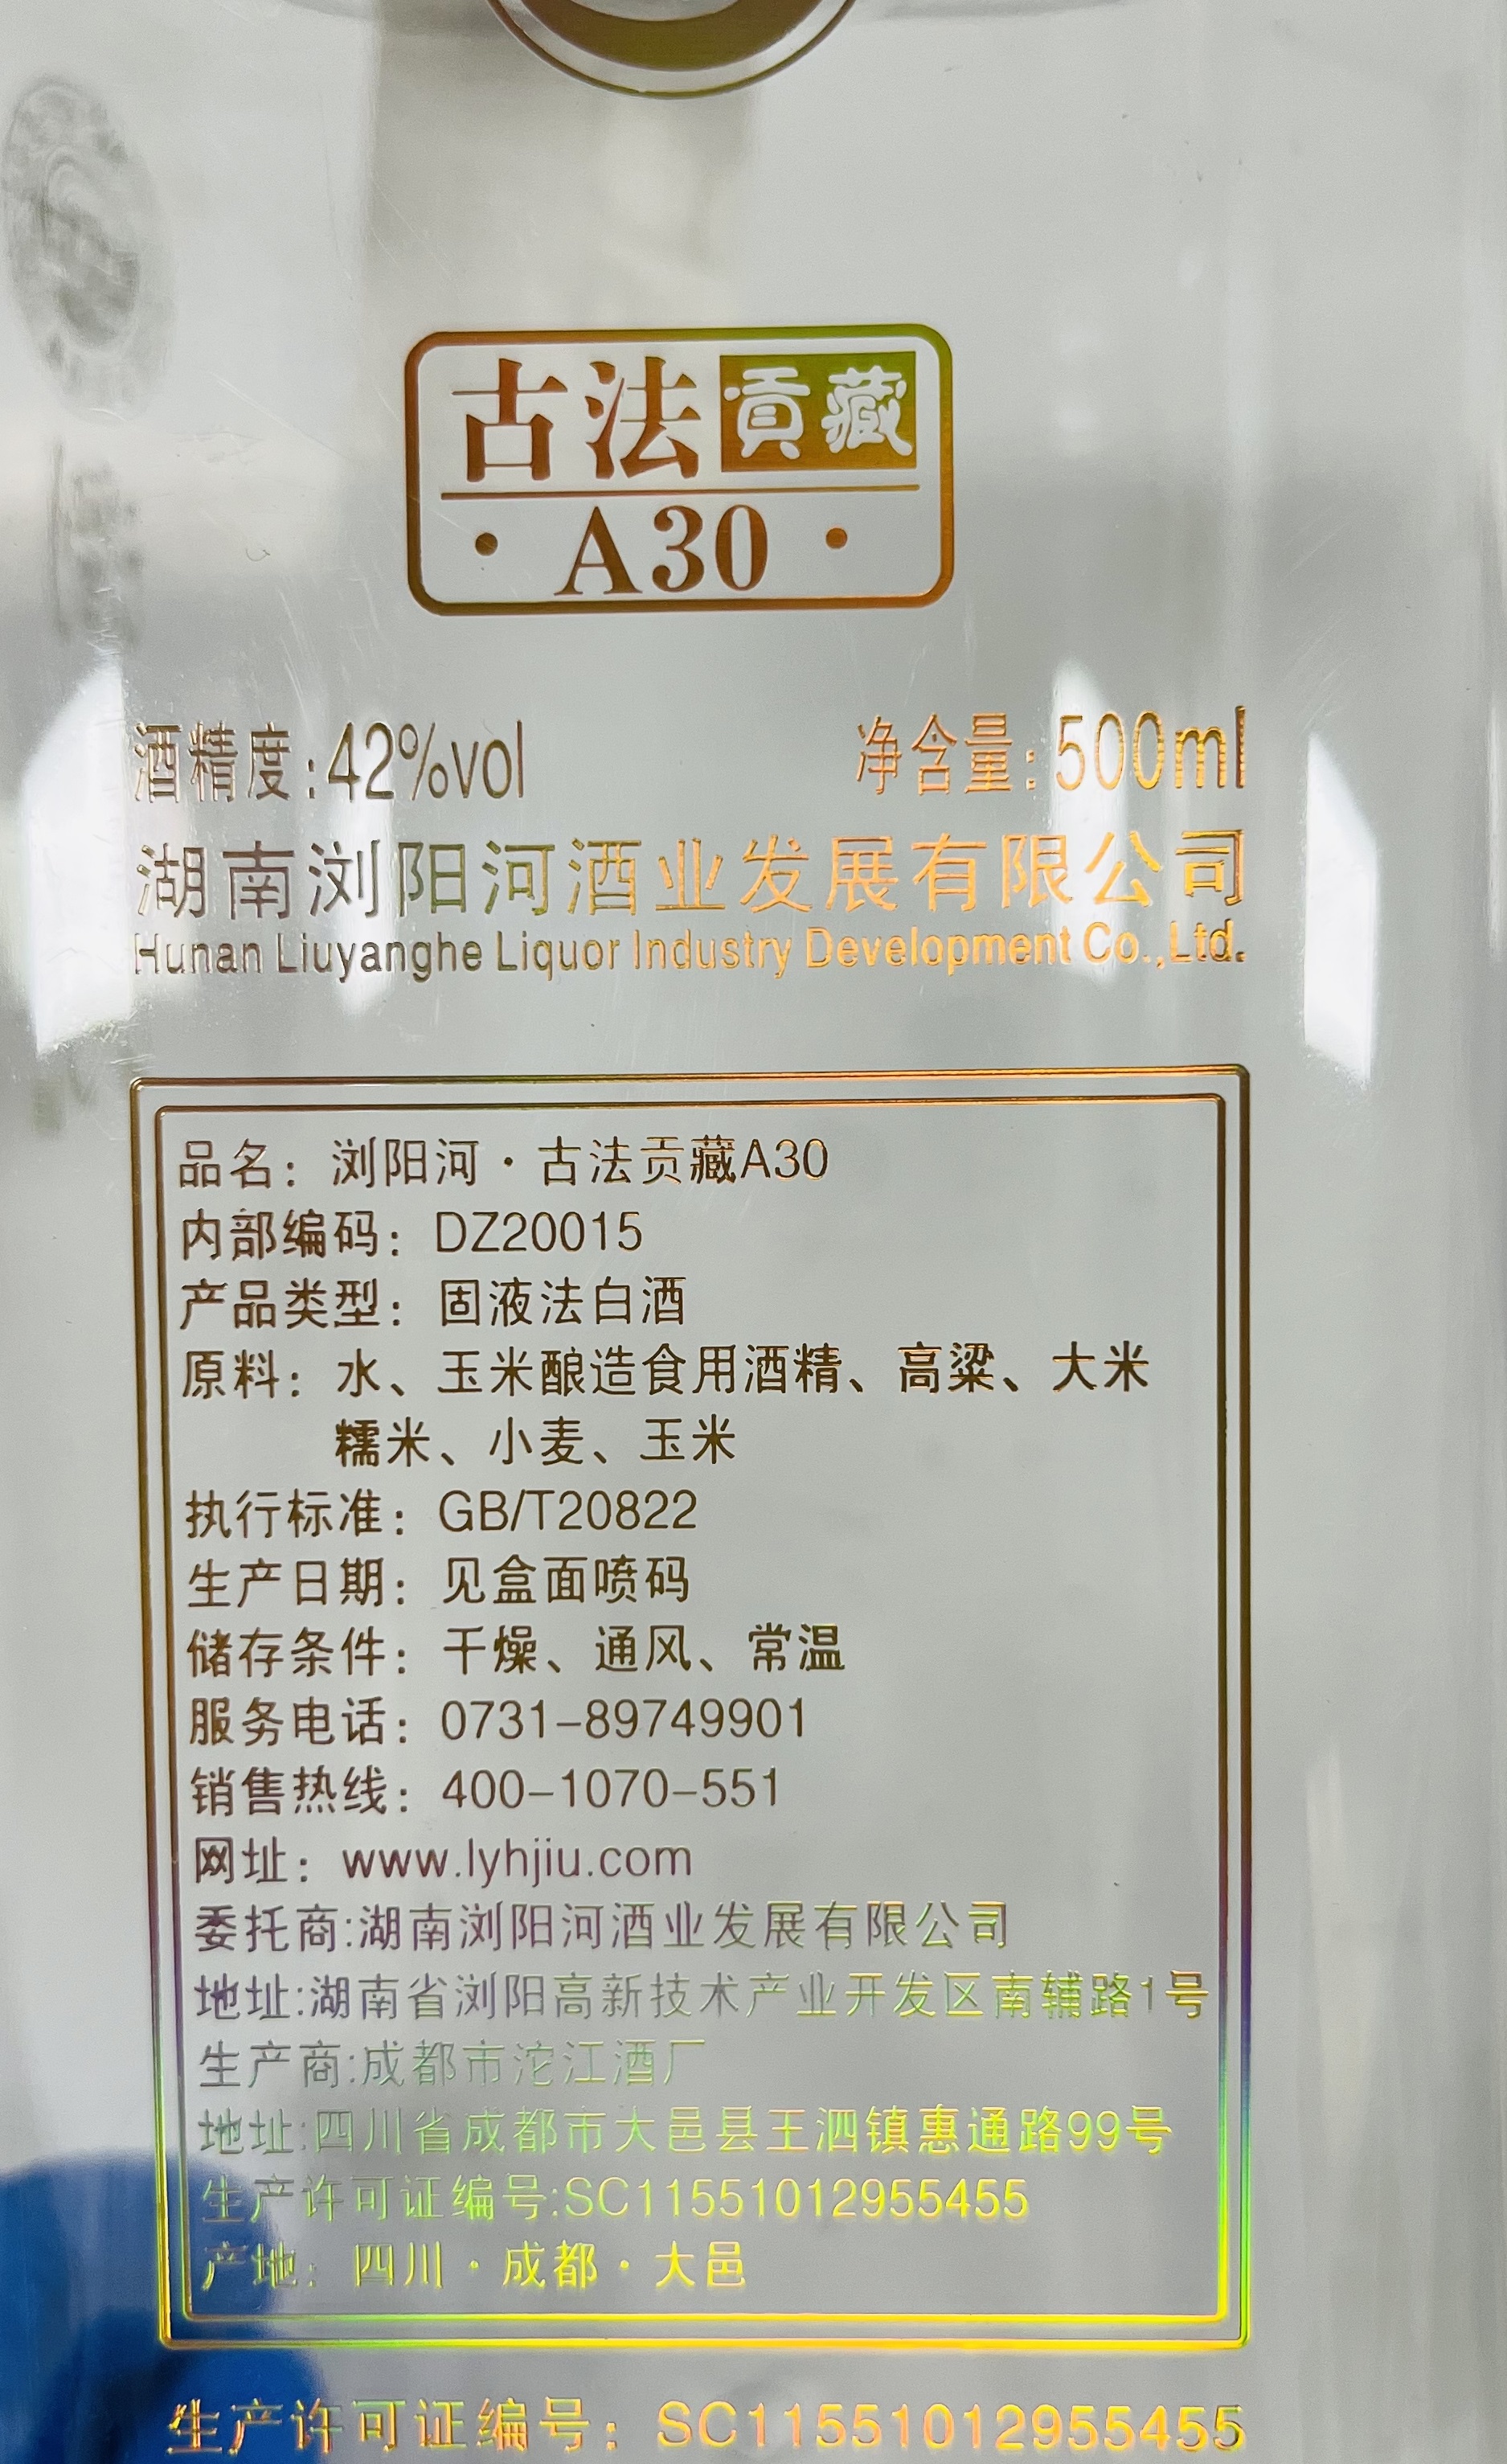 古法贡藏
·A30·
酒精度:42%vol 净含量:500ml
湖南浏阳河酒业发展有限公司
Hunan Liuyanghe Liquor Industry Development Co.,Ltd.
品名：浏阳河·古法贡藏A30
内部编码：DZ20015
产品类型：固液法白酒
原料：水、玉米酿造食用酒精、高粱、大米
糯米、小麦、玉米
执行标准：GB/T20822
生产日期：见盒面喷码
储存条件：干燥、通风、常温
服务电话：0731-89749901
销售热线：400-1070-551
网址：www.lyhjiu.com
委托商:湖南浏阳河酒业发展有限公司
地址:湖南省浏阳高新技术产业开发区南辅路1号
生产商:成都市沱江酒厂
地址:四川省成都市大邑县王泗镇惠通路99号
生产许可证编号:SC11551012955455
产地：四川·成都·大邑
生产许可证编号：SC11551012955455